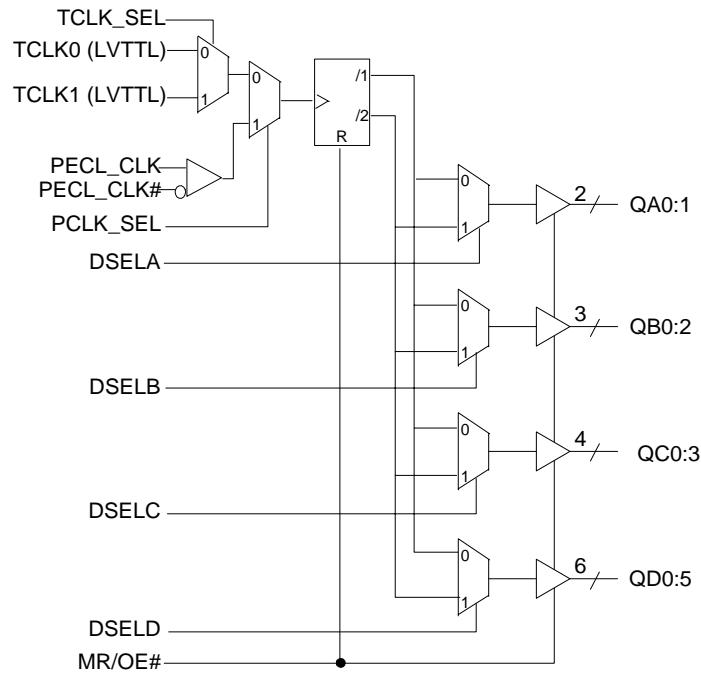 TCLK_SEL
TCLK0 (LVTTL)
0
TCLK1 (LVTTL)
1
0
1
/1
/2
R
PECL_CLK
PECL_CLK#
PCLK_SEL
0
1
2
QA0:1
DSELA
0
1
3
QB0:2
DSELB
0
1
4
QC0:3
DSELC
0
1
6
QD0:5
DSELD
MR/OE#